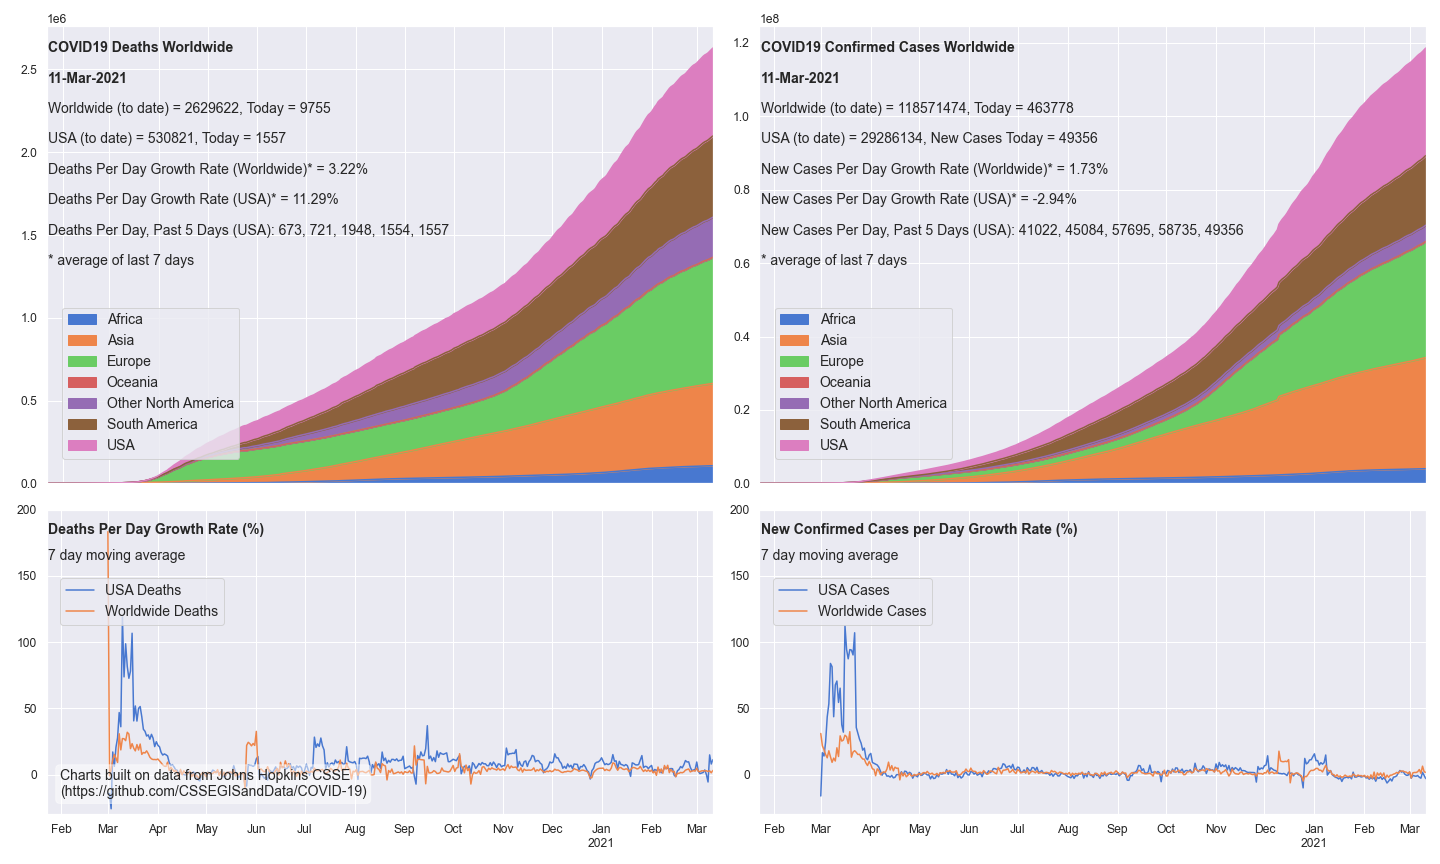 1e6
COVID19 Deaths Worldwide
11-Mar-2021
Worldwide (to date) = 2629622, Today = 9755
USA (to date) = 530821, Today = 1557
Deaths Per Day Growth Rate (Worldwide)* = 3.22%
Deaths Per Day Growth Rate (USA)* = 11.29%
Deaths Per Day, Past 5 Days (USA): 673, 721, 1948, 1554, 1557
* average of last 7 days
2.5
2.0
1.5
1.0
0.5
0.0
Africa
Asia
Europe
Oceania
Other North America
South America
USA
1e8
COVID19 Confirmed Cases Worldwide
11-Mar-2021
Worldwide (to date) = 118571474, Today = 463778
USA (to date) = 29286134, New Cases Today = 49356
New Cases Per Day Growth Rate (Worldwide)* = 1.73%
New Cases Per Day Growth Rate (USA)* = -2.94%
New Cases Per Day, Past 5 Days (USA): 41022, 45084, 57695, 58735, 49356
* average of last 7 days
1.2
1.0
0.8
0.6
0.4
0.2
0.0
Africa
Asia
Europe
Oceania
Other North America
South America
USA
Deaths Per Day Growth Rate (%)
7 day moving average
USA Deaths
Worldwide Deaths
200
150
100
50
0
Charts built on data from Johns Hopkins CSSE
(https://github.com/CSSEGISandData/COVID-19)
Feb Mar Apr May Jun Jul Aug Sep Oct Nov Dec Jan Feb Mar
2021
New Confirmed Cases per Day Growth Rate (%)
7 day moving average
USA Cases
Worldwide Cases
200
150
100
50
0
Feb Mar Apr May Jun Jul Aug Sep Oct Nov Dec Jan Feb Mar
2021